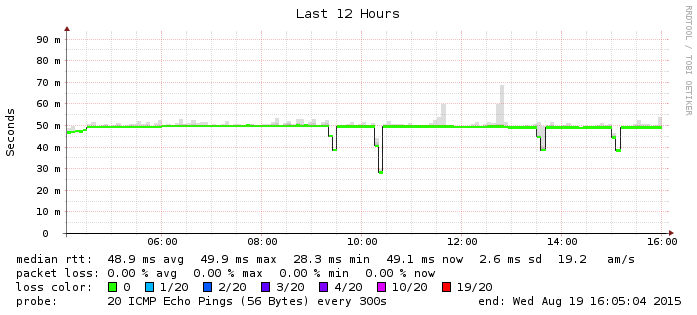 Last 12 Hours
RRDTOOL / TOBI OETIKER
Seconds
90 m
80 m
70 m
60 m
50 m
40 m
30 m
20 m
10 m
0
06:00 08:00 10:00 12:00 14:00 16:00
median rtt: 48.9 ms avg 49.9 ms max 28.3 ms min 49.1 ms now 2.6 ms sd 19.2 am/s
packet loss: 0.00 % avg 0.00 % max 0.00 % min 0.00 % now
loss color: 0 1/20 2/20 3/20 4/20 10/20 19/20
probe: 20 ICMP Echo Pings (56 Bytes) every 300s end: Wed Aug 19 16:05:04 2015